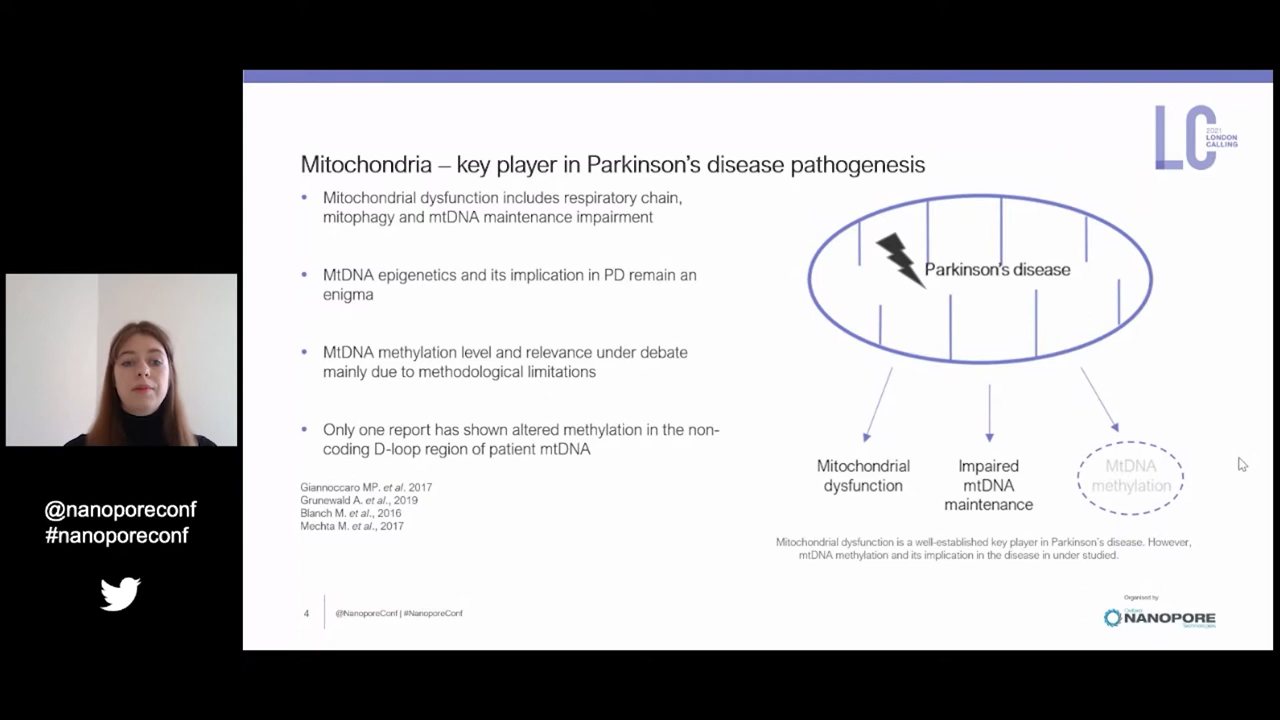 LC
2021
LONDON
CALLING
Mitochondria – key player in Parkinson's disease pathogenesis
• Mitochondrial dysfunction includes respiratory chain,
mitophagy and mtDNA maintenance impairment
• MtDNA epigenetics and its implication in PD remain an
enigma
• MtDNA methylation level and relevance under debate
mainly due to methodological limitations
• Only one report has shown altered methylation in the non-
coding D-loop region of patient mtDNA
Giannoccaro MP. et al. 2017
Grunewald A. et al., 2019
Blanch M. et al., 2016
Mechta M. et al., 2017
Parkinson's disease
Mitochondrial
dysfunction
Impaired
mtDNA
maintenance
MtDNA
methylation
Mitochondrial dysfunction is a well-established key player in Parkinson's disease. However,
mtDNA methylation and its implication in the disease in under studied.
@nanoporeconf
#nanoporeconf
4
@NanoporeConf | #NanoporeConf
Organised by
Oxford
NANOPORE
Technologies